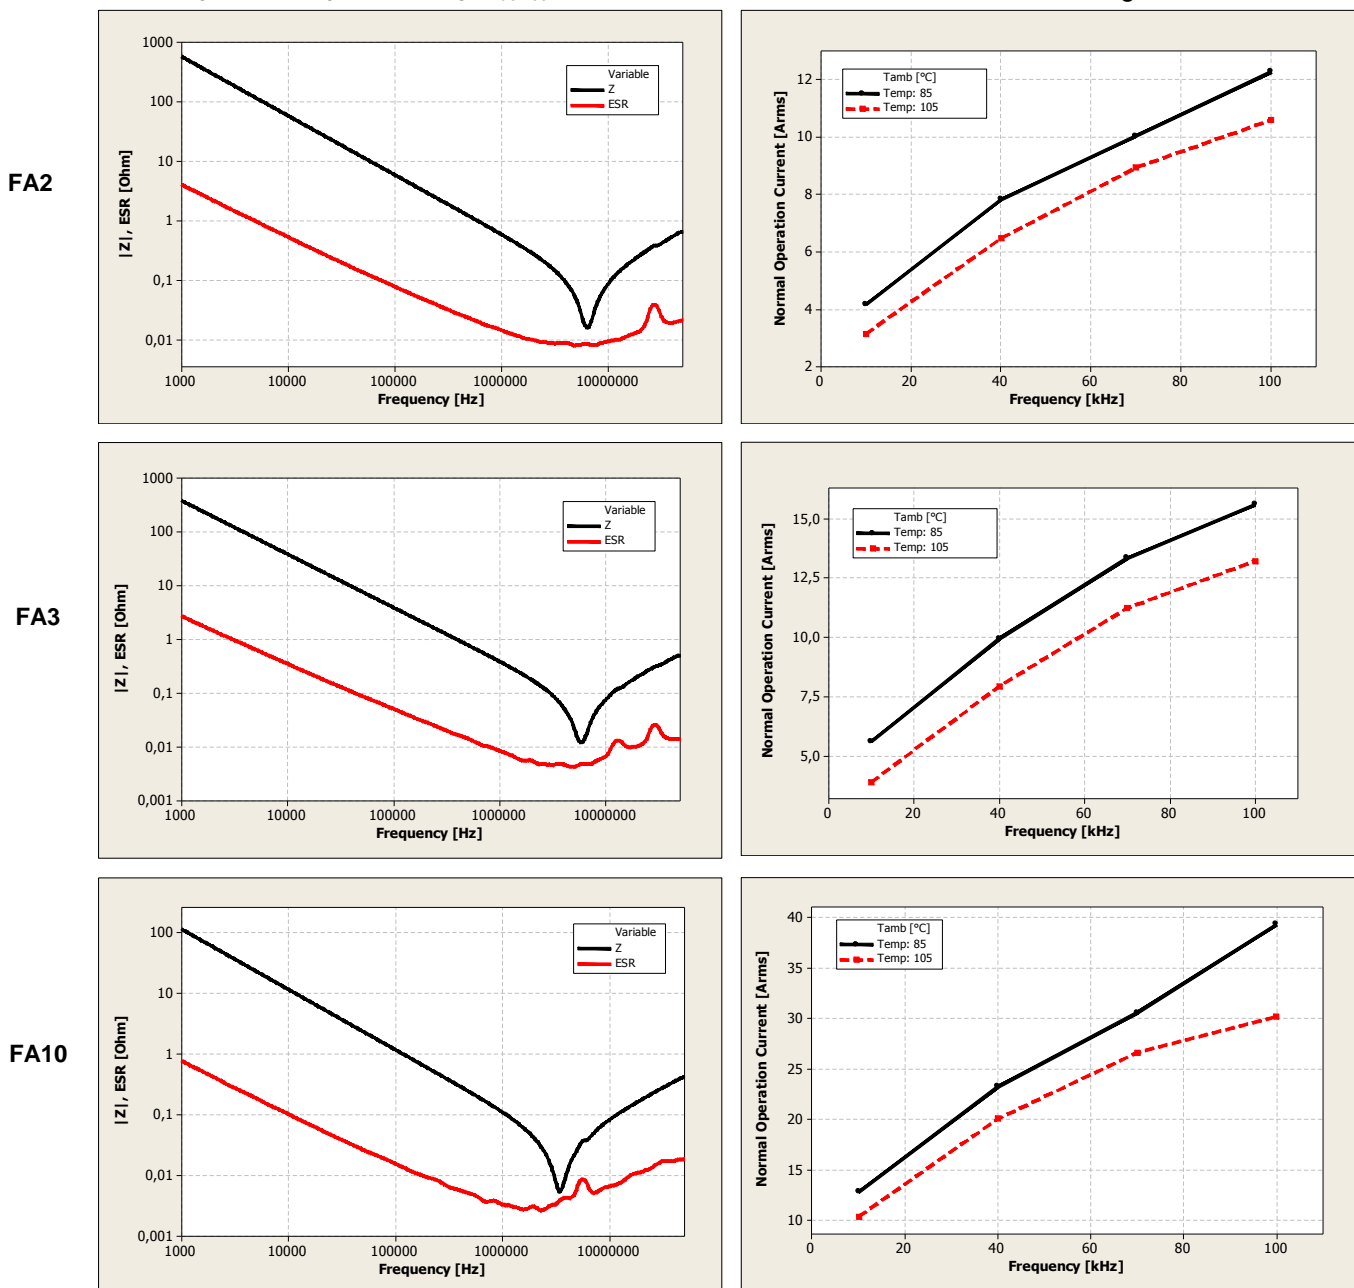 FA2
1000
100
10
1
0,1
0,01
|Z|, ESR [Ohm]
Variable
Z
ESR
1000
10000
100000
1000000
10000000
Frequency [Hz]
12
10
8
6
4
2
Normal Operation Current [Arms]
Tamb [°C]
Temp: 85
Temp: 105
0
20
40
60
80
100
Frequency [kHz]
FA3
1000
100
10
1
0,1
0,01
0,001
|Z|, ESR [Ohm]
Variable
Z
ESR
1000
10000
100000
1000000
10000000
Frequency [Hz]
15,0
12,5
10,0
7,5
5,0
Normal Operation Current [Arms]
Tamb [°C]
Temp: 85
Temp: 105
0
20
40
60
80
100
Frequency [kHz]
FA10
100
10
1
0,1
0,01
0,001
|Z|, ESR [Ohm]
Variable
Z
ESR
1000
10000
100000
1000000
10000000
Frequency [Hz]
40
35
30
25
20
15
10
Normal Operation Current [Arms]
Tamb [°C]
Temp: 85
Temp: 105
0
20
40
60
80
100
Frequency [kHz]